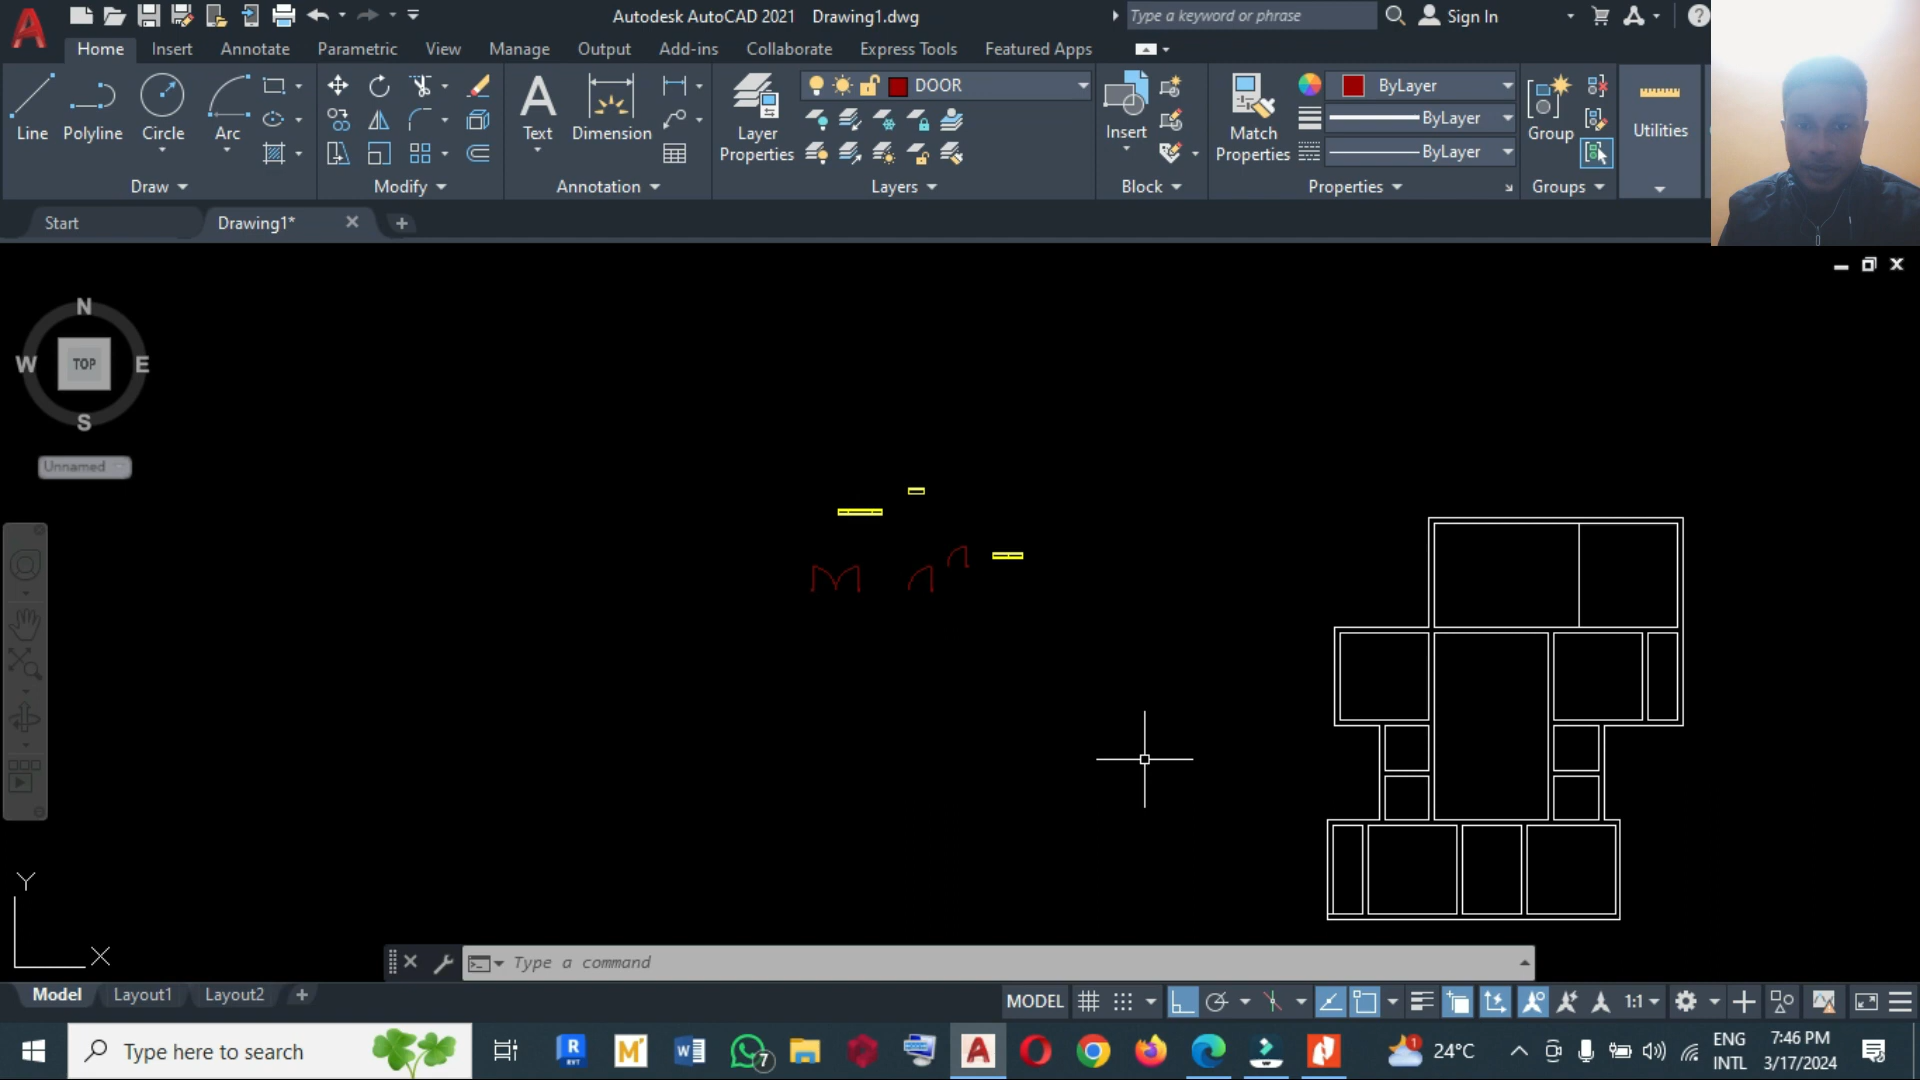 Autodesk AutoCAD 2021 Drawing1.dwg
Type a keyword or phrase
Sign In
Home Insert Annotate Parametric View Manage Output Add-ins Collaborate Express Tools Featured Apps
Line Polyline Circle Arc
Draw
Modify
Text Dimension
Annotation
Layer Properties
DOOR
Layers
Insert
Block
Match Properties
ByLayer
ByLayer
ByLayer
Properties
Group
Groups
Utilities
Start Drawing1*
N
W TOP E
S
Unnamed
Y
X
Type a command
Model Layout1 Layout2
MODEL 1:1
Type here to search
7
1
24°C
ENG
INTL
7:46 PM
3/17/2024